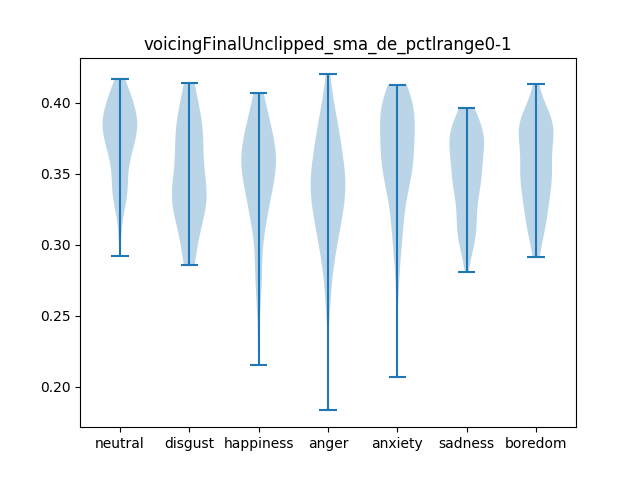 voicingFinalUnclipped_sma_de_pctlrange0-1
0.40
0.35
0.30
0.25
0.20
neutral disgust happiness anger anxiety sadness boredom